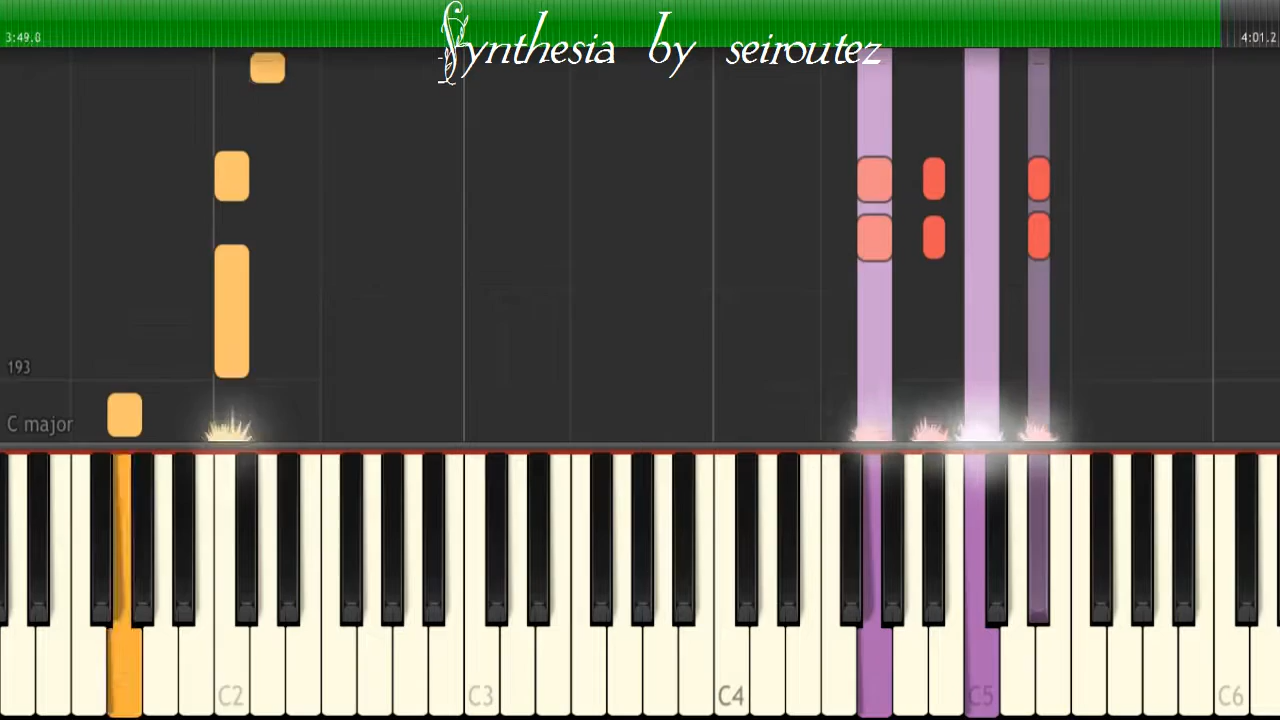 Synthesia by seiroutez
3:49.8
4:01.2
193
C major
C2
C3
C4
C5
C6